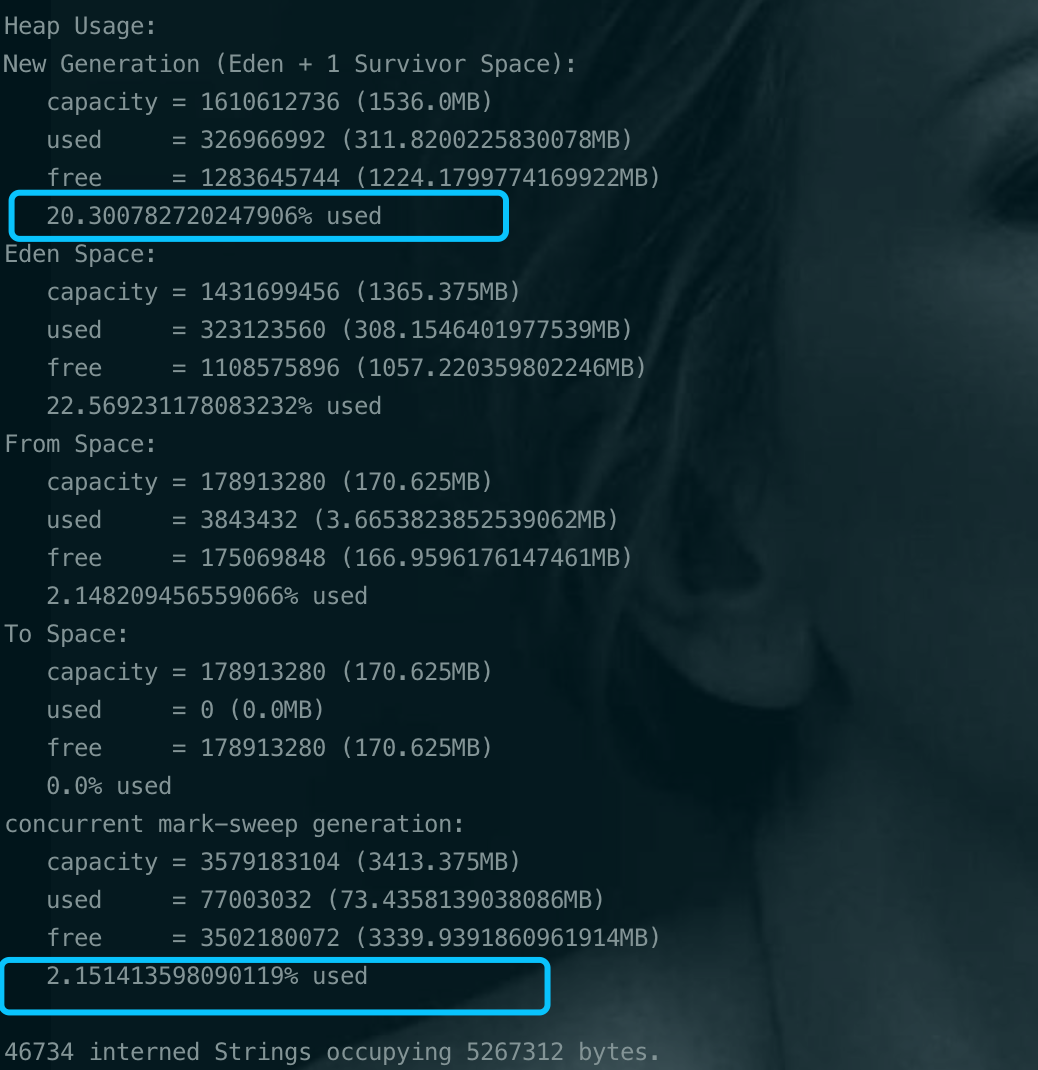 Heap Usage:
New Generation (Eden + 1 Survivor Space):
capacity = 1610612736 (1536.0MB)
used     = 326966992 (311.8200225830078MB)
free     = 1283645744 (1224.1799774169922MB)
20.300782720247906% used
Eden Space:
capacity = 1431699456 (1365.375MB)
used     = 323123560 (308.1546401977539MB)
free     = 1108575896 (1057.220359802246MB)
22.569231178083232% used
From Space:
capacity = 178913280 (170.625MB)
used     = 3843432 (3.6653823852539062MB)
free     = 175069848 (166.9596176147461MB)
2.148209456559066% used
To Space:
capacity = 178913280 (170.625MB)
used     = 0 (0.0MB)
free     = 178913280 (170.625MB)
0.0% used
concurrent mark-sweep generation:
capacity = 3579183104 (3413.375MB)
used     = 77003032 (73.4358139038086MB)
free     = 3502180072 (3339.9391860961914MB)
2.151413598090119% used
46734 interned Strings occupying 5267312 bytes.